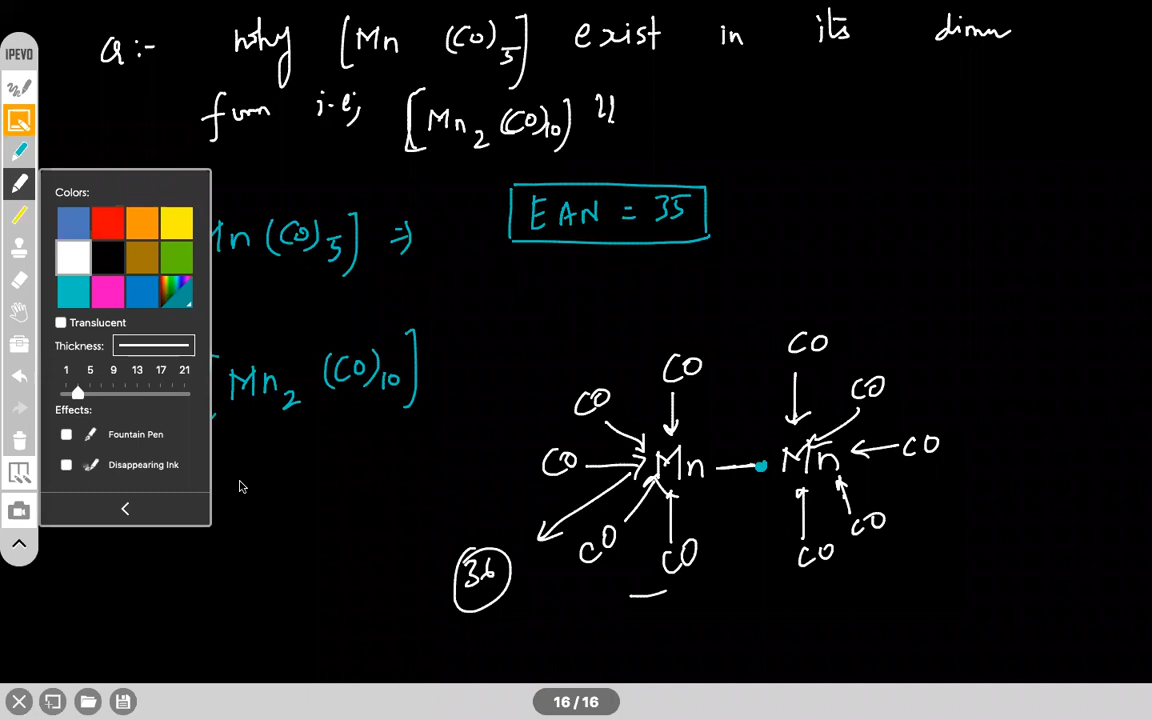 Q:- Why [Mn (CO)5] exist in its
form i.e; [Mn2 (CO)10] ??
IPEVO
Colors:
Translucent
Thickness:
1 5 9 13 17 21
Effects:
Fountain Pen
Disappearing Ink
Mn (CO)5] ⇒
EAN = 35
Mn2 (CO)10]
CO
CO CO
CO CO
CO Mn — Mn CO
CO CO
CO CO
36
16 / 16